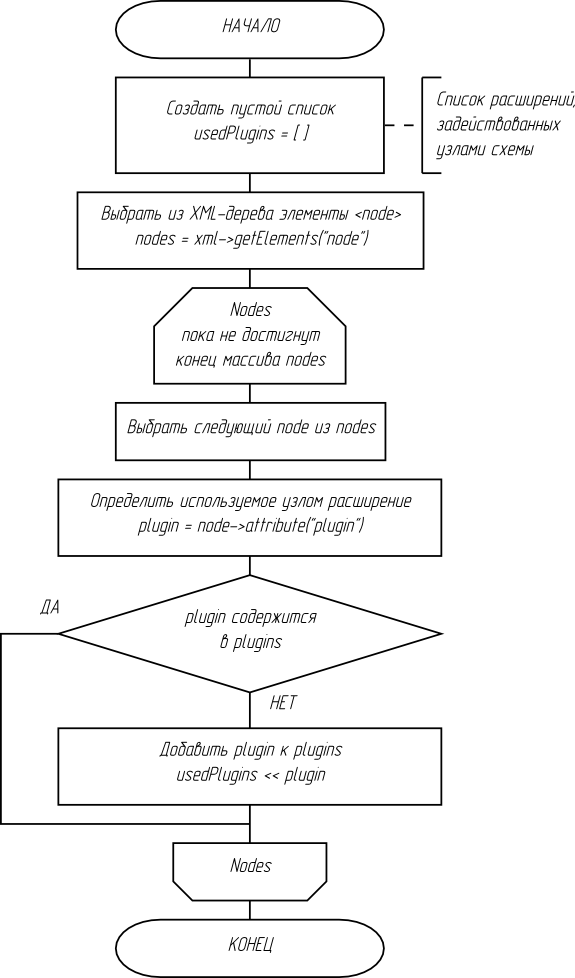 НАЧАЛО
Создать пустой список
usedPlugins = [ ]
Список расширений,
задействованных
узлами схемы
Выбрать из XML-дерева элементы <node>
nodes = xml->getElements("node")
Nodes
пока не достигнут
конец массива nodes
Выбрать следующий node из nodes
Определить используемое узлом расширение
plugin = node->attribute("plugin")
ДА
plugin содержится
в plugins
НЕТ
Добавить plugin к plugins
usedPlugins << plugin
Nodes
КОНЕЦ